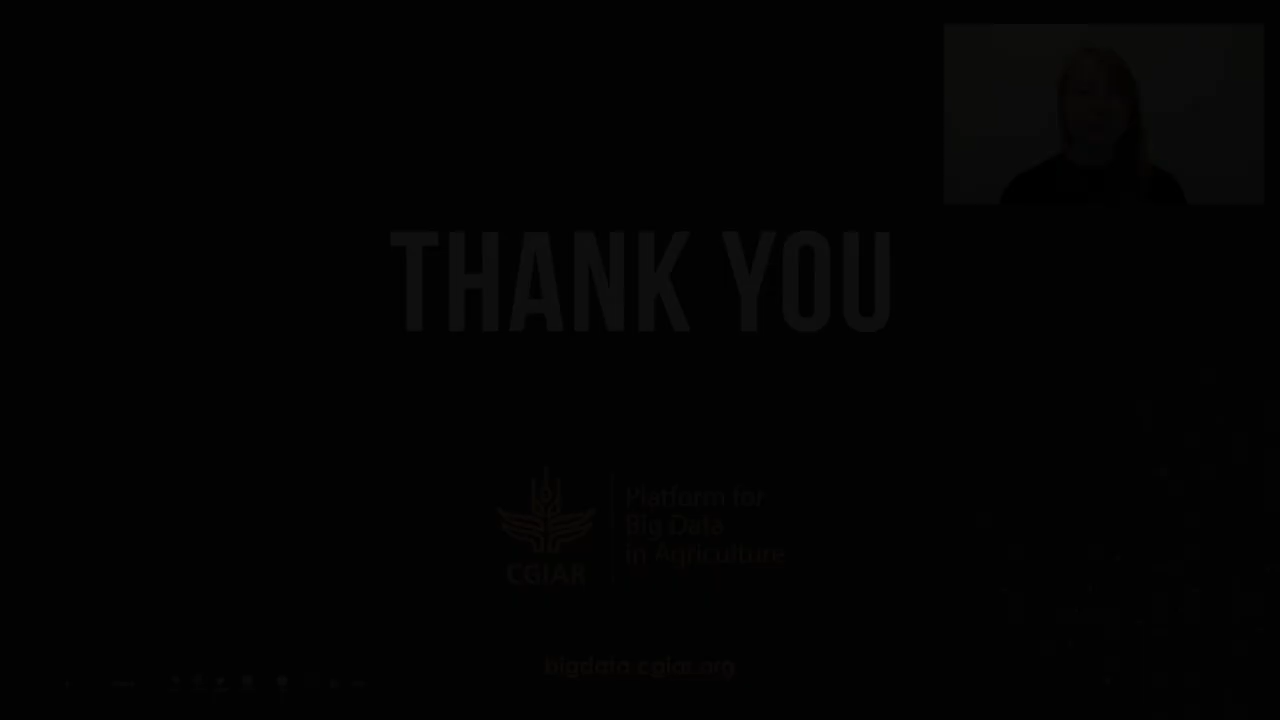 THANK YOU
Platform for
Big Data
in Agriculture
CGIAR
bigdata.cgiar.org